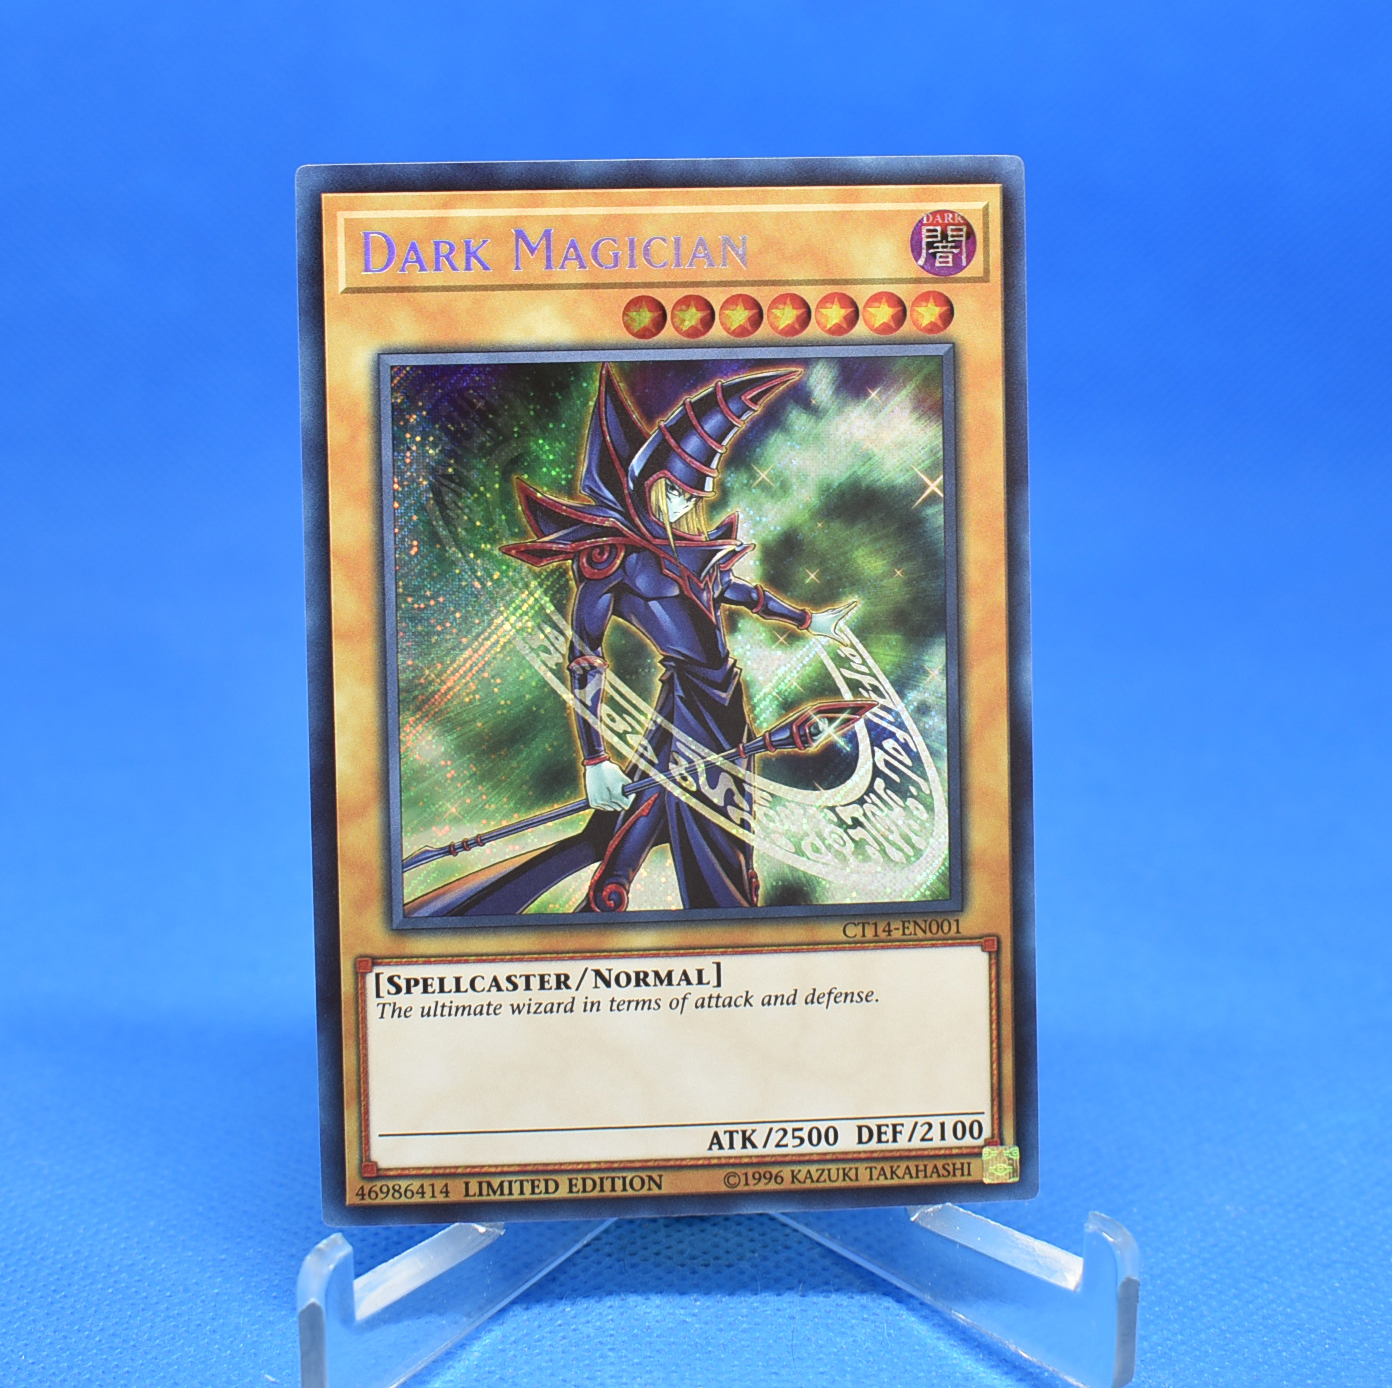 DARK MAGICIAN
DARK
闇
CT14-EN001
[SPELLCASTER/NORMAL]
The ultimate wizard in terms of attack and defense.
ATK/2500 DEF/2100
46986414 LIMITED EDITION ©1996 KAZUKI TAKAHASHI